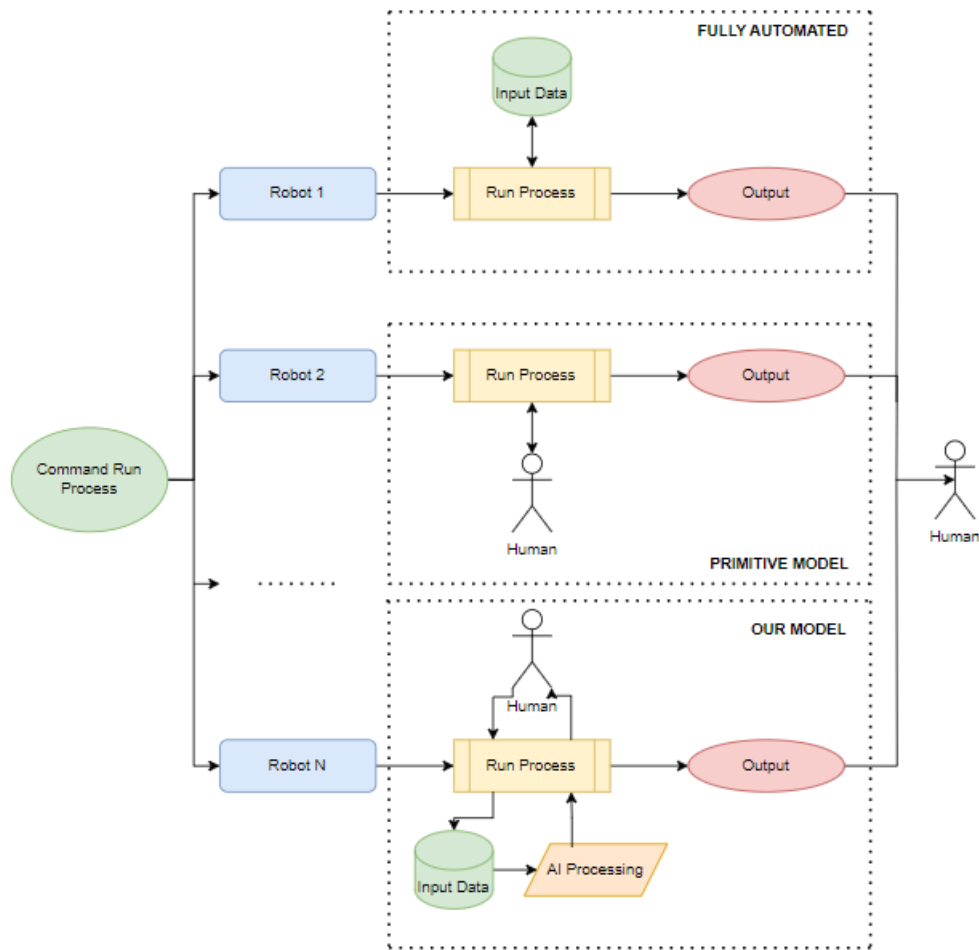 FULLY AUTOMATED
Input Data
Robot 1
Run Process
Output
Robot 2
Run Process
Output
Command Run
Process
Human
Human
PRIMITIVE MODEL
.......
OUR MODEL
Human
Robot N
Run Process
Output
Input Data
AI Processing